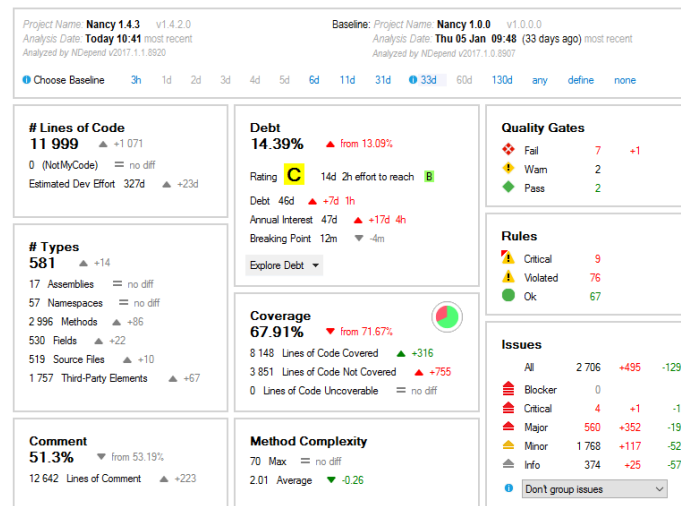 Project Name: Nancy 1.4.3 v1.4.2.0
Analysis Date: Today 10:41 most recent
Analyzed by NDepend v2017.1.1.8920
Baseline: Project Name: Nancy 1.0.0 v1.0.0.0
Analysis Date: Thu 05 Jan 09:48 (33 days ago) most recent
Analyzed by NDepend v2017.1.0.8907
Choose Baseline 3h 1d 2d 3d 4d 5d 6d 11d 31d 33d 60d 130d any define none
# Lines of Code
11 999 +1 071
0 (NotMyCode) no diff
Estimated Dev Effort 327d +23d
# Types
581 +14
17 Assemblies no diff
57 Namespaces no diff
2 996 Methods +86
530 Fields +22
519 Source Files +10
1 757 Third-Party Elements +67
Comment
51.3% from 53.19%
12 642 Lines of Comment +223
Debt
14.39% from 13.09%
Rating C 14d 2h effort to reach B
Debt 46d +7d 1h
Annual Interest 47d +17d 4h
Breaking Point 12m -4m
Explore Debt
Coverage
67.91% from 71.67%
8 148 Lines of Code Covered +316
3 851 Lines of Code Not Covered +755
0 Lines of Code Uncoverable no diff
Method Complexity
70 Max no diff
2.01 Average -0.26
Quality Gates
Fail 7 +1
Warn 2
Pass 2
Rules
Critical 9
Violated 76
Ok 67
Issues
All 2 706 +495 -129
Blocker 0
Critical 4 +1 -1
Major 560 +352 -19
Minor 1 768 +117 -52
Info 374 +25 -57
Don't group issues